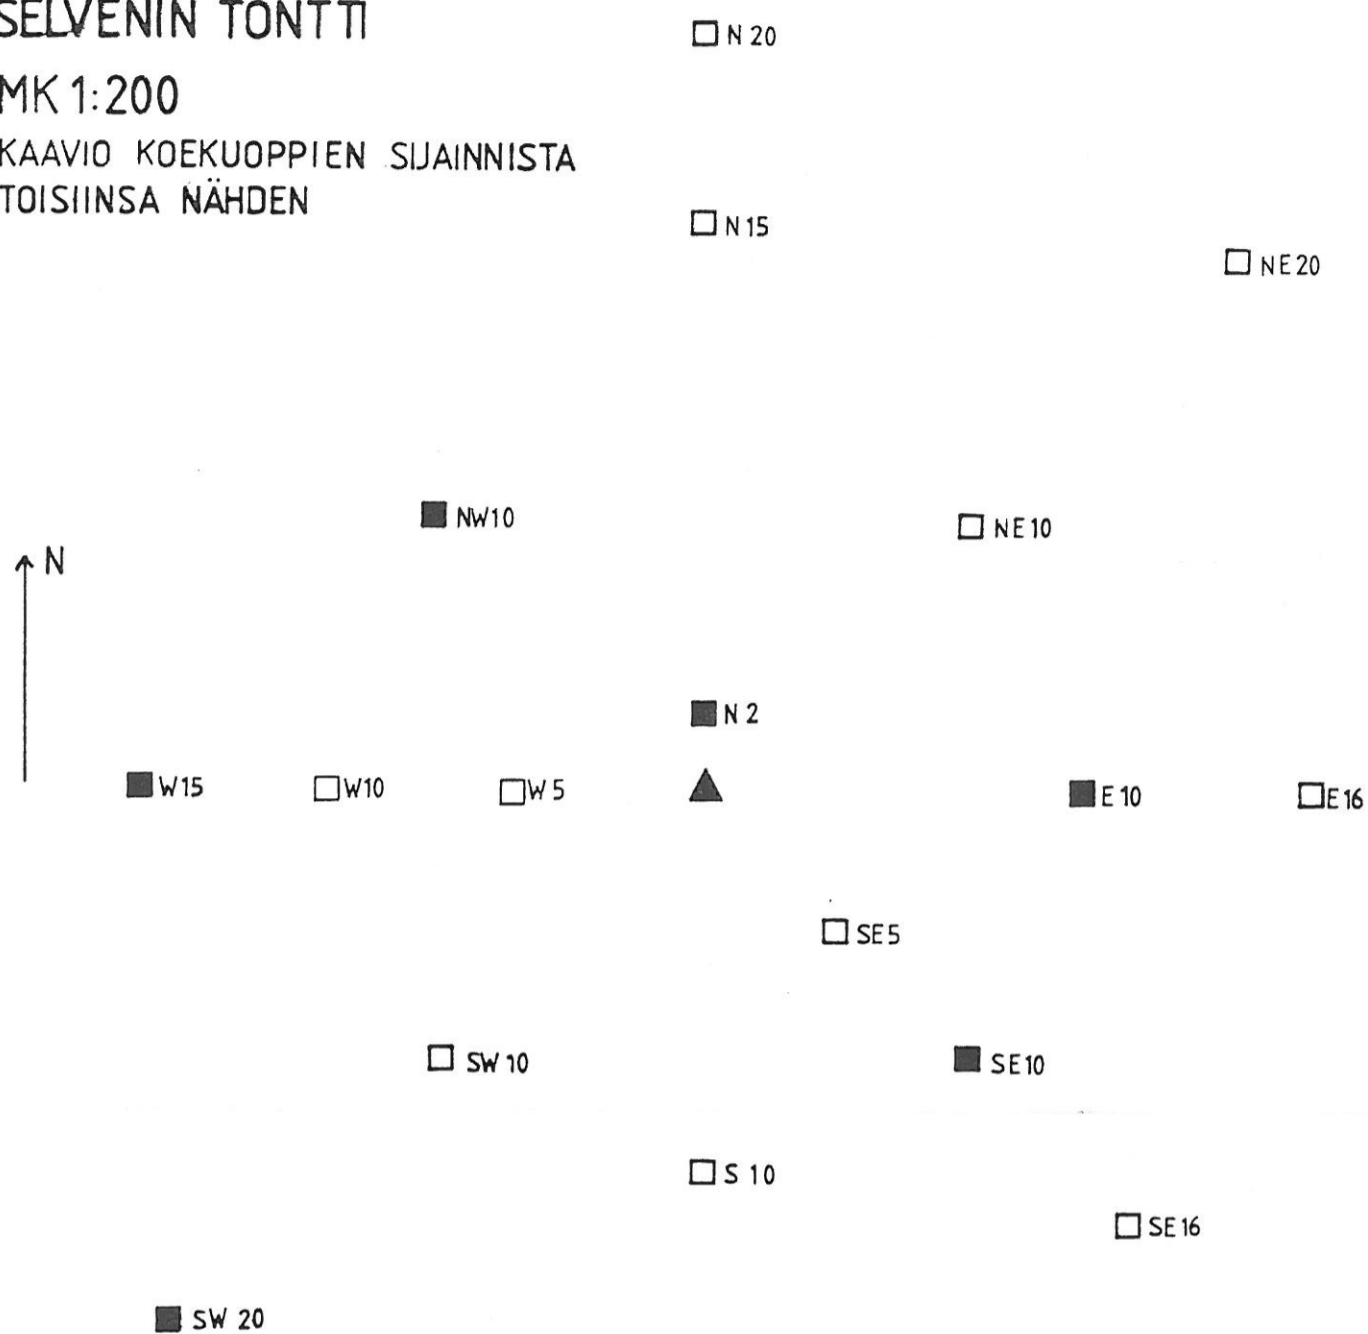 SELVENIN TONTTI
MK 1:200
KAAVIO KOEKUOPPIEN SIJAINNISTA
TOISIINSA NÄHDEN
N 20
N 15
NE 20
NW10
NE 10
N
N 2
W15
W10
W 5
E 10
E 16
SE 5
SW 10
SE10
S 10
SE 16
SW 20